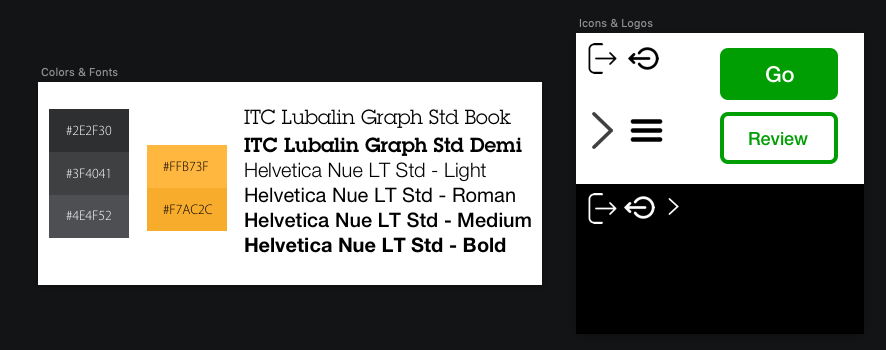 Colors & Fonts
#2E2F30
#3F4041
#4E4F52
#FFB73F
#F7AC2C
ITC Lubalin Graph Std Book
ITC Lubalin Graph Std Demi
Helvetica Nue LT Std - Light
Helvetica Nue LT Std - Roman
Helvetica Nue LT Std - Medium
Helvetica Nue LT Std - Bold
Icons & Logos
Go
Review